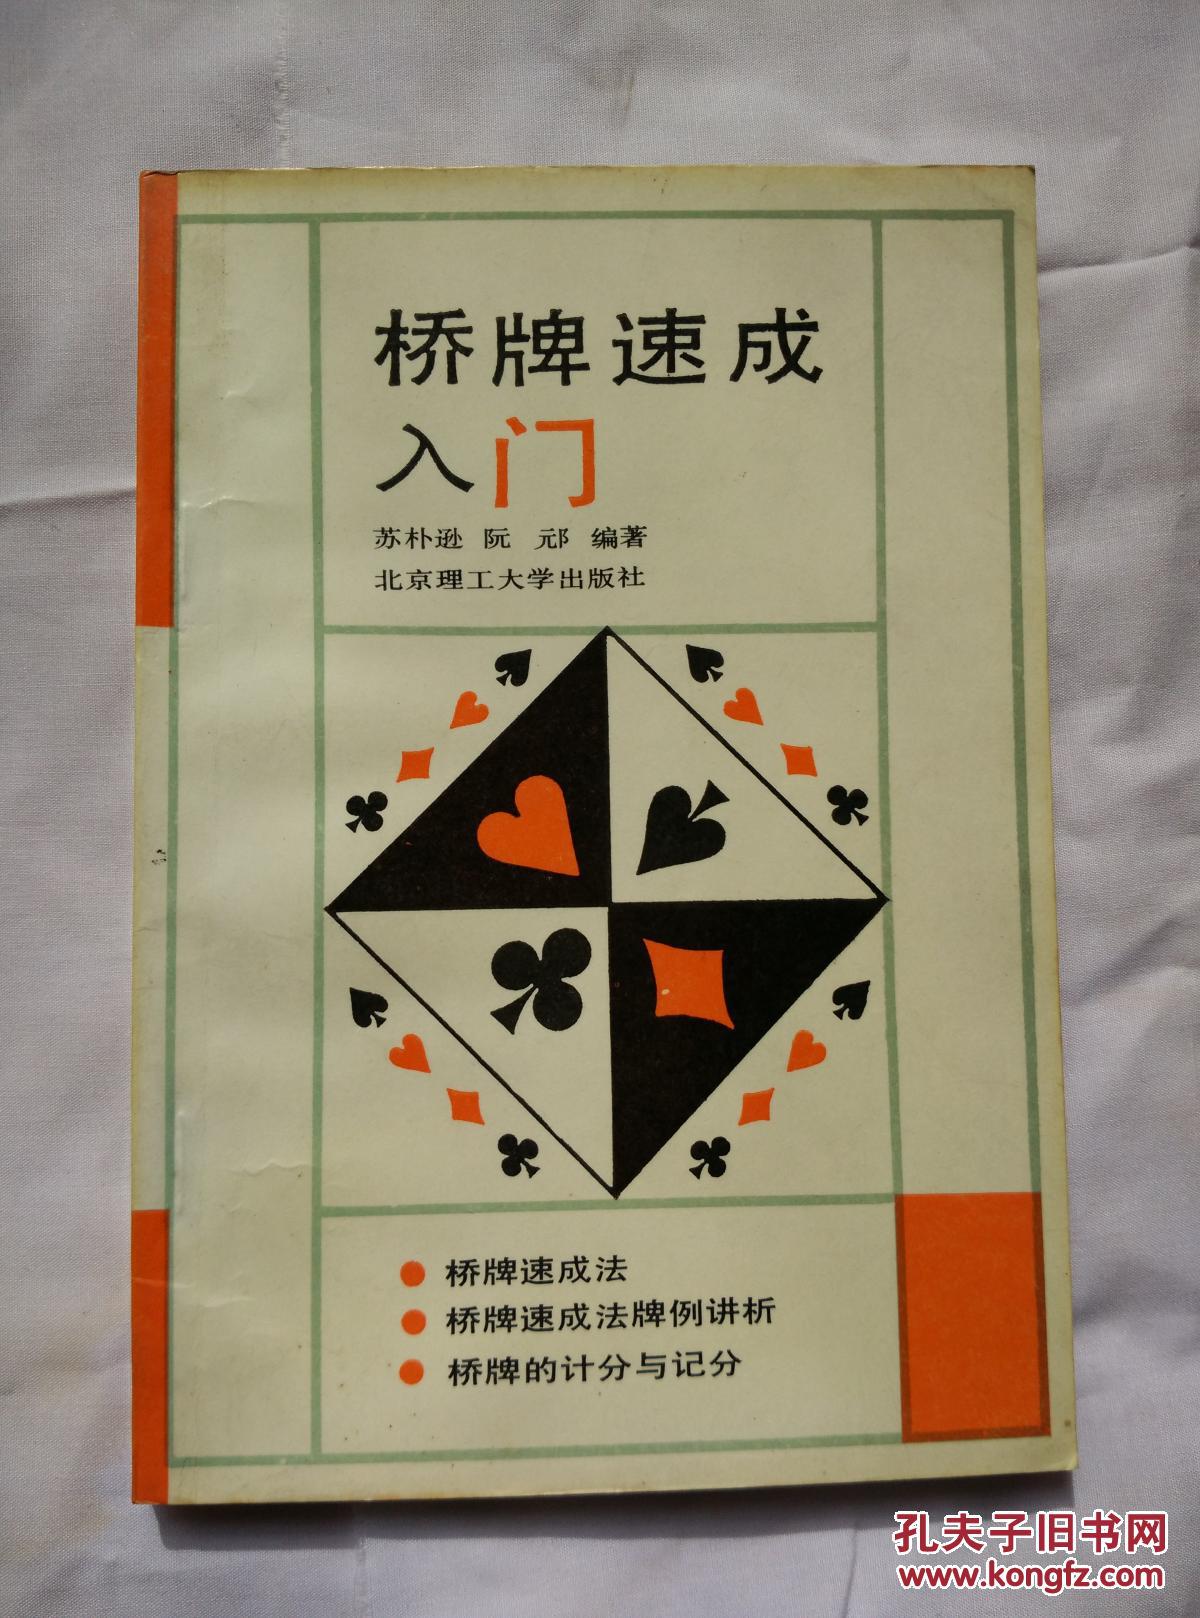 桥牌速成
入门
苏朴逊 阮 邧 编著
北京理工大学出版社
● 桥牌速成法
● 桥牌速成法牌例讲析
● 桥牌的计分与记分
孔夫子旧书网
www.kongfz.com